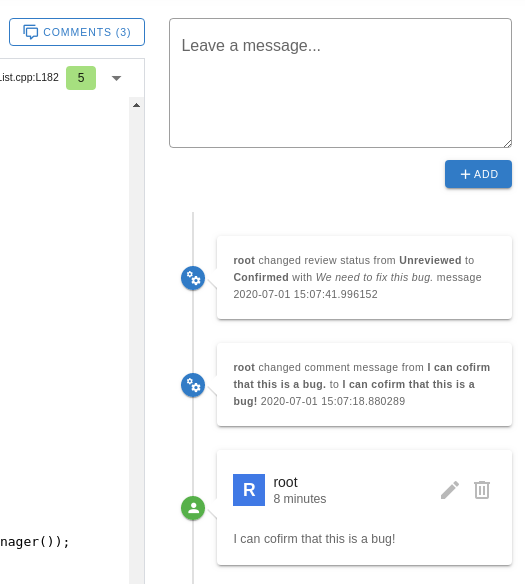 COMMENTS (3)
Leave a message...
ist.cpp:L182
5
ADD
root changed review status from Unreviewed to
Confirmed with We need to fix this bug. message
2020-07-01 15:07:41.996152
root changed comment message from I can cofirm
that this is a bug. to I can cofirm that this is a
bug! 2020-07-01 15:07:18.880289
R
root
8 minutes
nager());
I can cofirm that this is a bug!